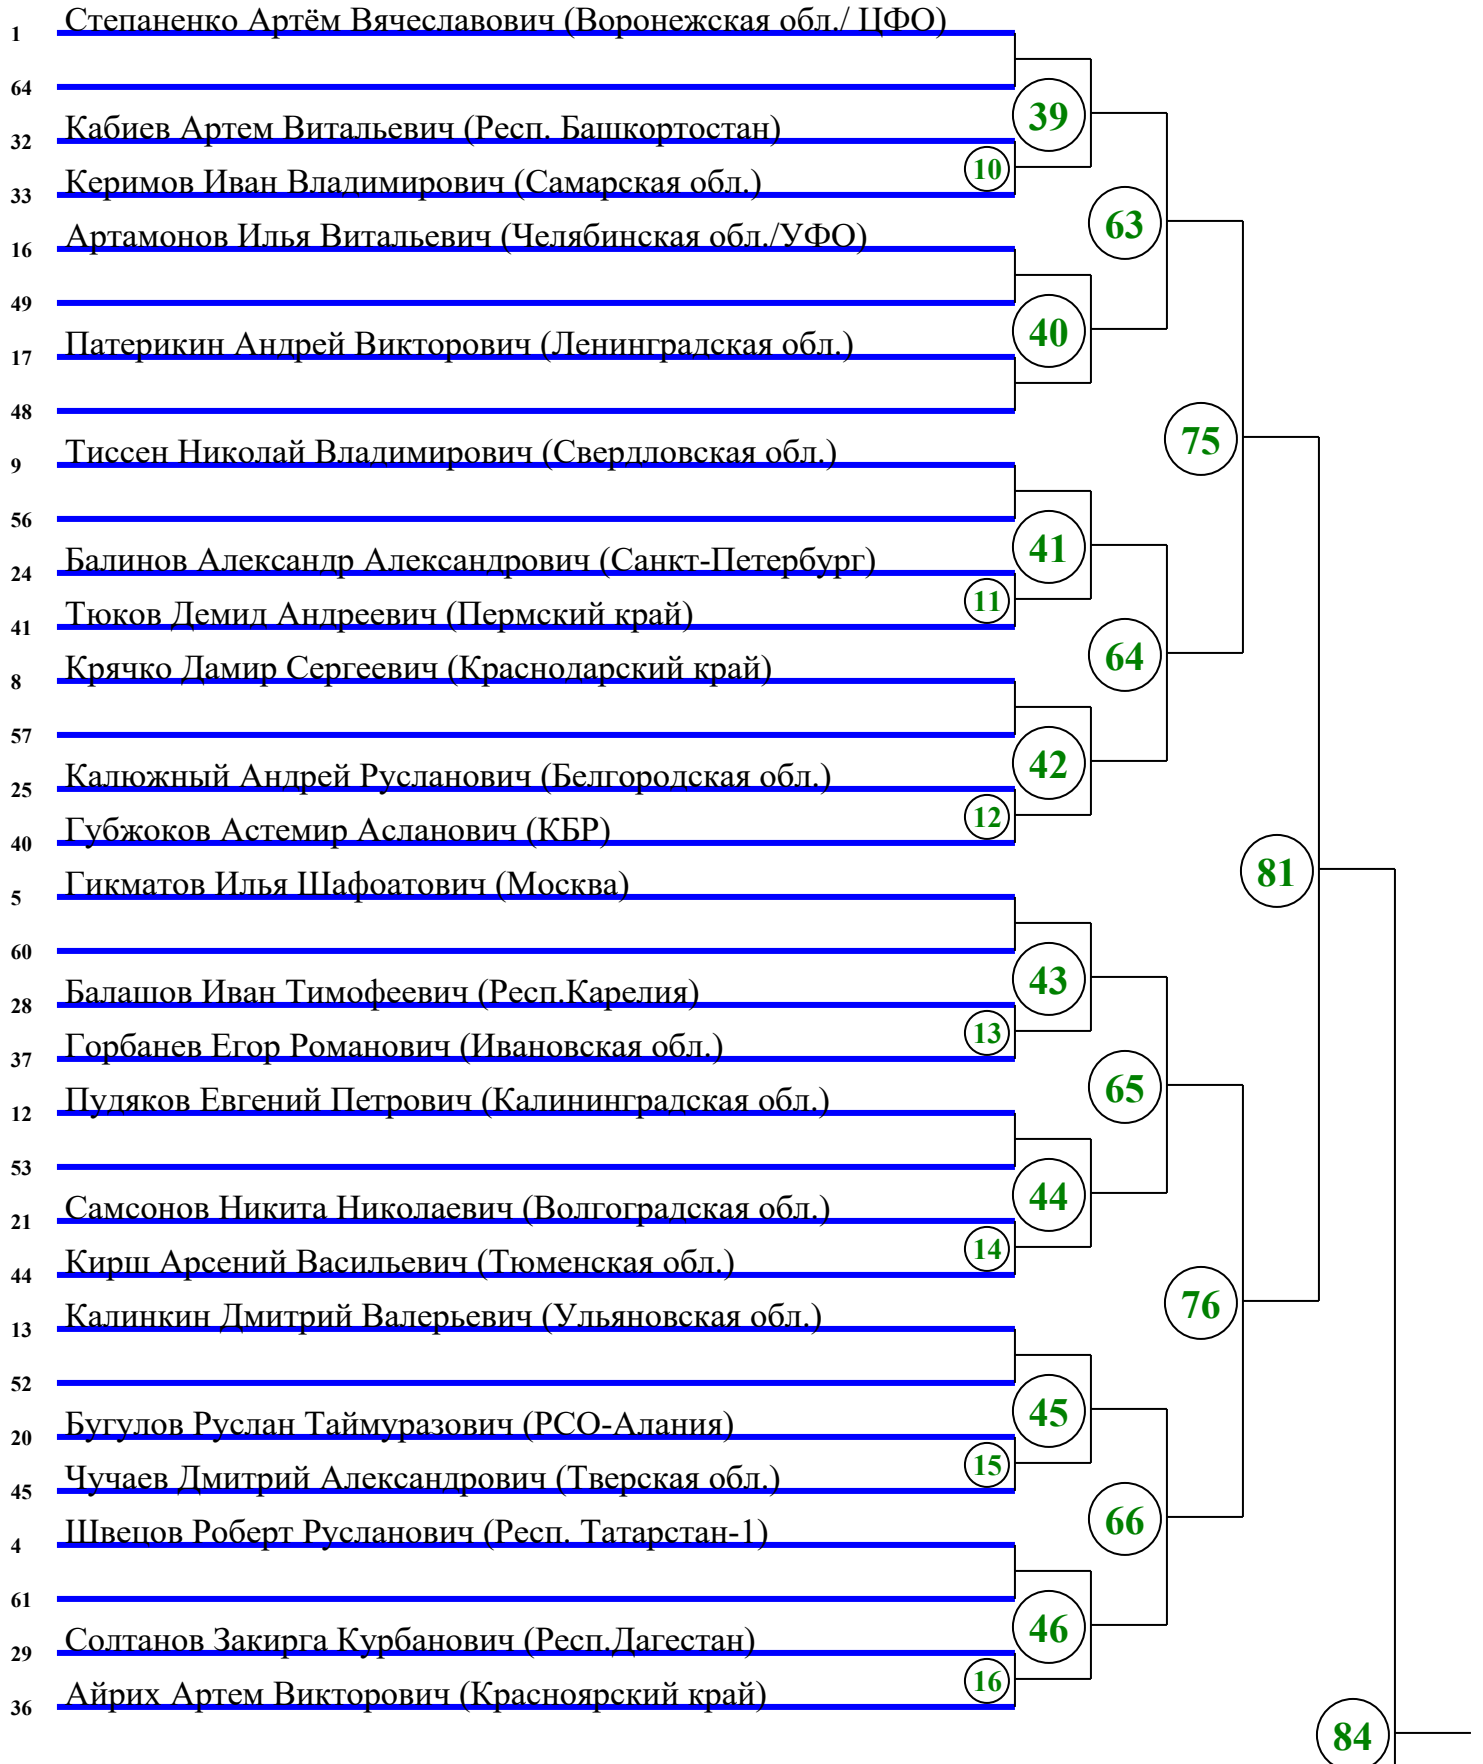 1 Степаненко Артём Вячеславович (Воронежская обл./ ЦФО)
64
39
32 Кабиев Артем Витальевич (Респ. Башкортостан)
10
33 Керимов Иван Владимирович (Самарская обл.)
63
16 Артамонов Илья Витальевич (Челябинская обл./УФО)
49
40
17 Патерикин Андрей Викторович (Ленинградская обл.)
48
75
9 Тиссен Николай Владимирович (Свердловская обл.)
56
41
24 Балинов Александр Александрович (Санкт-Петербург)
11
41 Тюков Демид Андреевич (Пермский край)
64
8 Крячко Дамир Сергеевич (Краснодарский край)
57
42
25 Калюжный Андрей Русланович (Белгородская обл.)
12
40 Губжоков Астемир Асланович (КБР)
81
5 Гикматов Илья Шафоатович (Москва)
60
43
28 Балашов Иван Тимофеевич (Респ.Карелия)
13
37 Горбанев Егор Романович (Ивановская обл.)
65
12 Пудяков Евгений Петрович (Калининградская обл.)
53
44
21 Самсонов Никита Николаевич (Волгоградская обл.)
14
44 Кирш Арсений Васильевич (Тюменская обл.)
76
13 Калинкин Дмитрий Валерьевич (Ульяновская обл.)
52
45
20 Бугулов Руслан Таймуразович (РСО-Алания)
15
45 Чучаев Дмитрий Александрович (Тверская обл.)
66
4 Швецов Роберт Русланович (Респ. Татарстан-1)
61
46
29 Солтанов Закирга Курбанович (Респ.Дагестан)
16
36 Айрих Артем Викторович (Красноярский край)
84